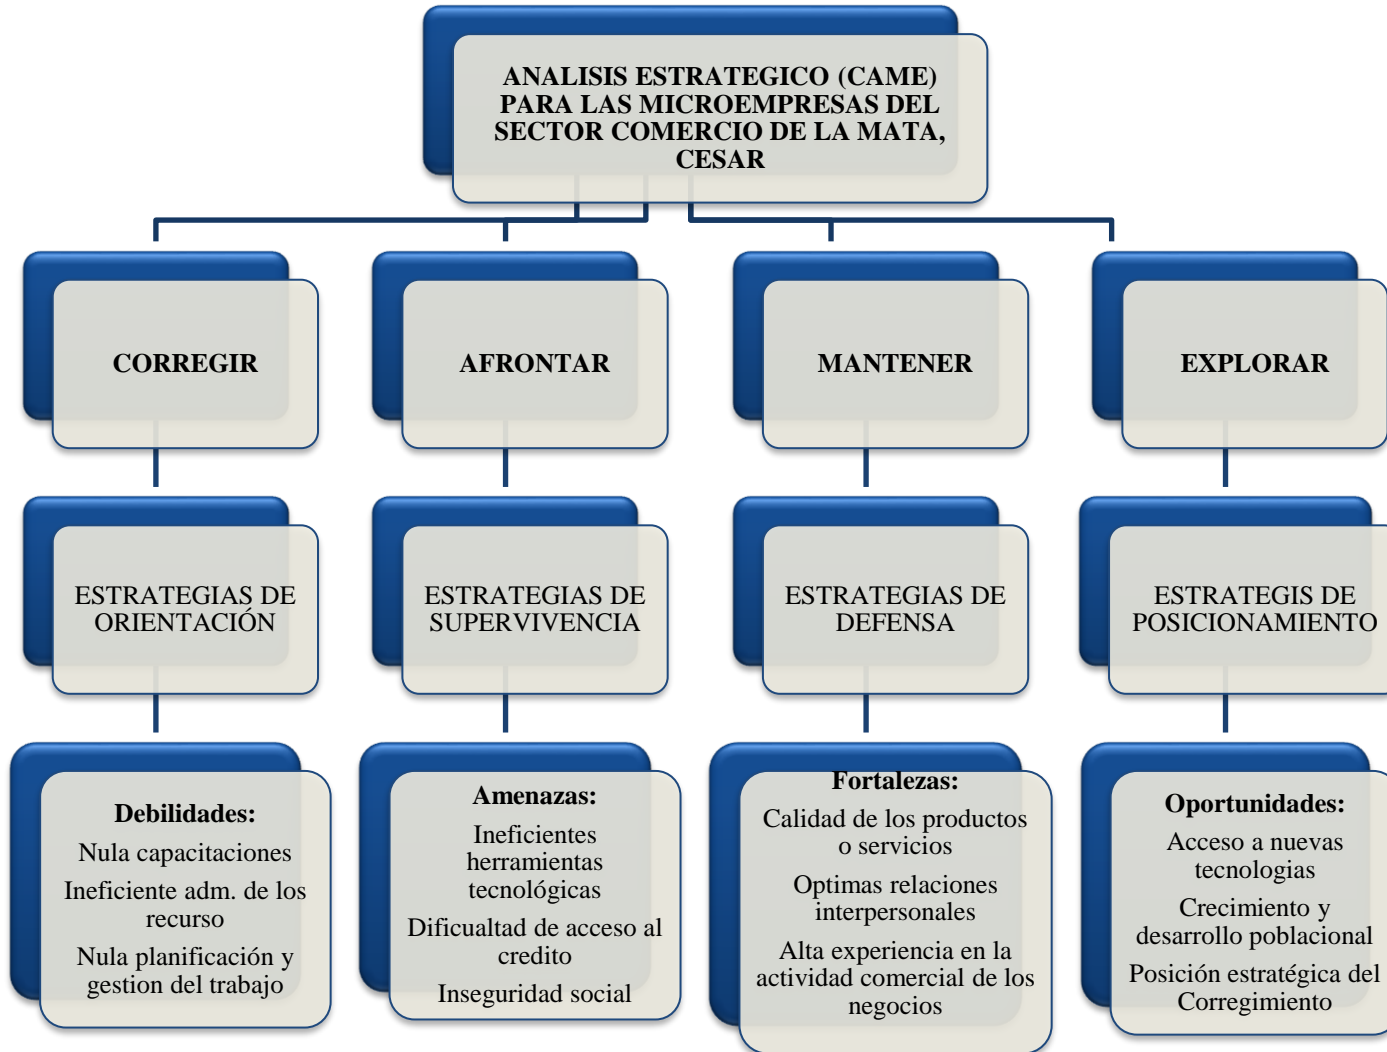 ANALISIS ESTRATEGICO (CAME)
PARA LAS MICROEMPRESAS DEL
SECTOR COMERCIO DE LA MATA,
CESAR
CORREGIR
AFRONTAR
MANTENER
EXPLORAR
ESTRATEGIAS DE
ORIENTACIÓN
ESTRATEGIAS DE
SUPERVIVENCIA
ESTRATEGIAS DE
DEFENSA
ESTRATEGIS DE
POSICIONAMIENTO
Debilidades:
Nula capacitaciones
Ineficiente adm. de los
recurso
Nula planificación y
gestion del trabajo
Amenazas:
Ineficientes
herramientas
tecnológicas
Dificualtad de acceso al
credito
Inseguridad social
Fortalezas:
Calidad de los productos
o servicios
Optimas relaciones
interpersonales
Alta experiencia en la
actividad comercial de los
negocios
Oportunidades:
Acceso a nuevas
tecnologias
Crecimiento y
desarrollo poblacional
Posición estratégica del
Corregimiento